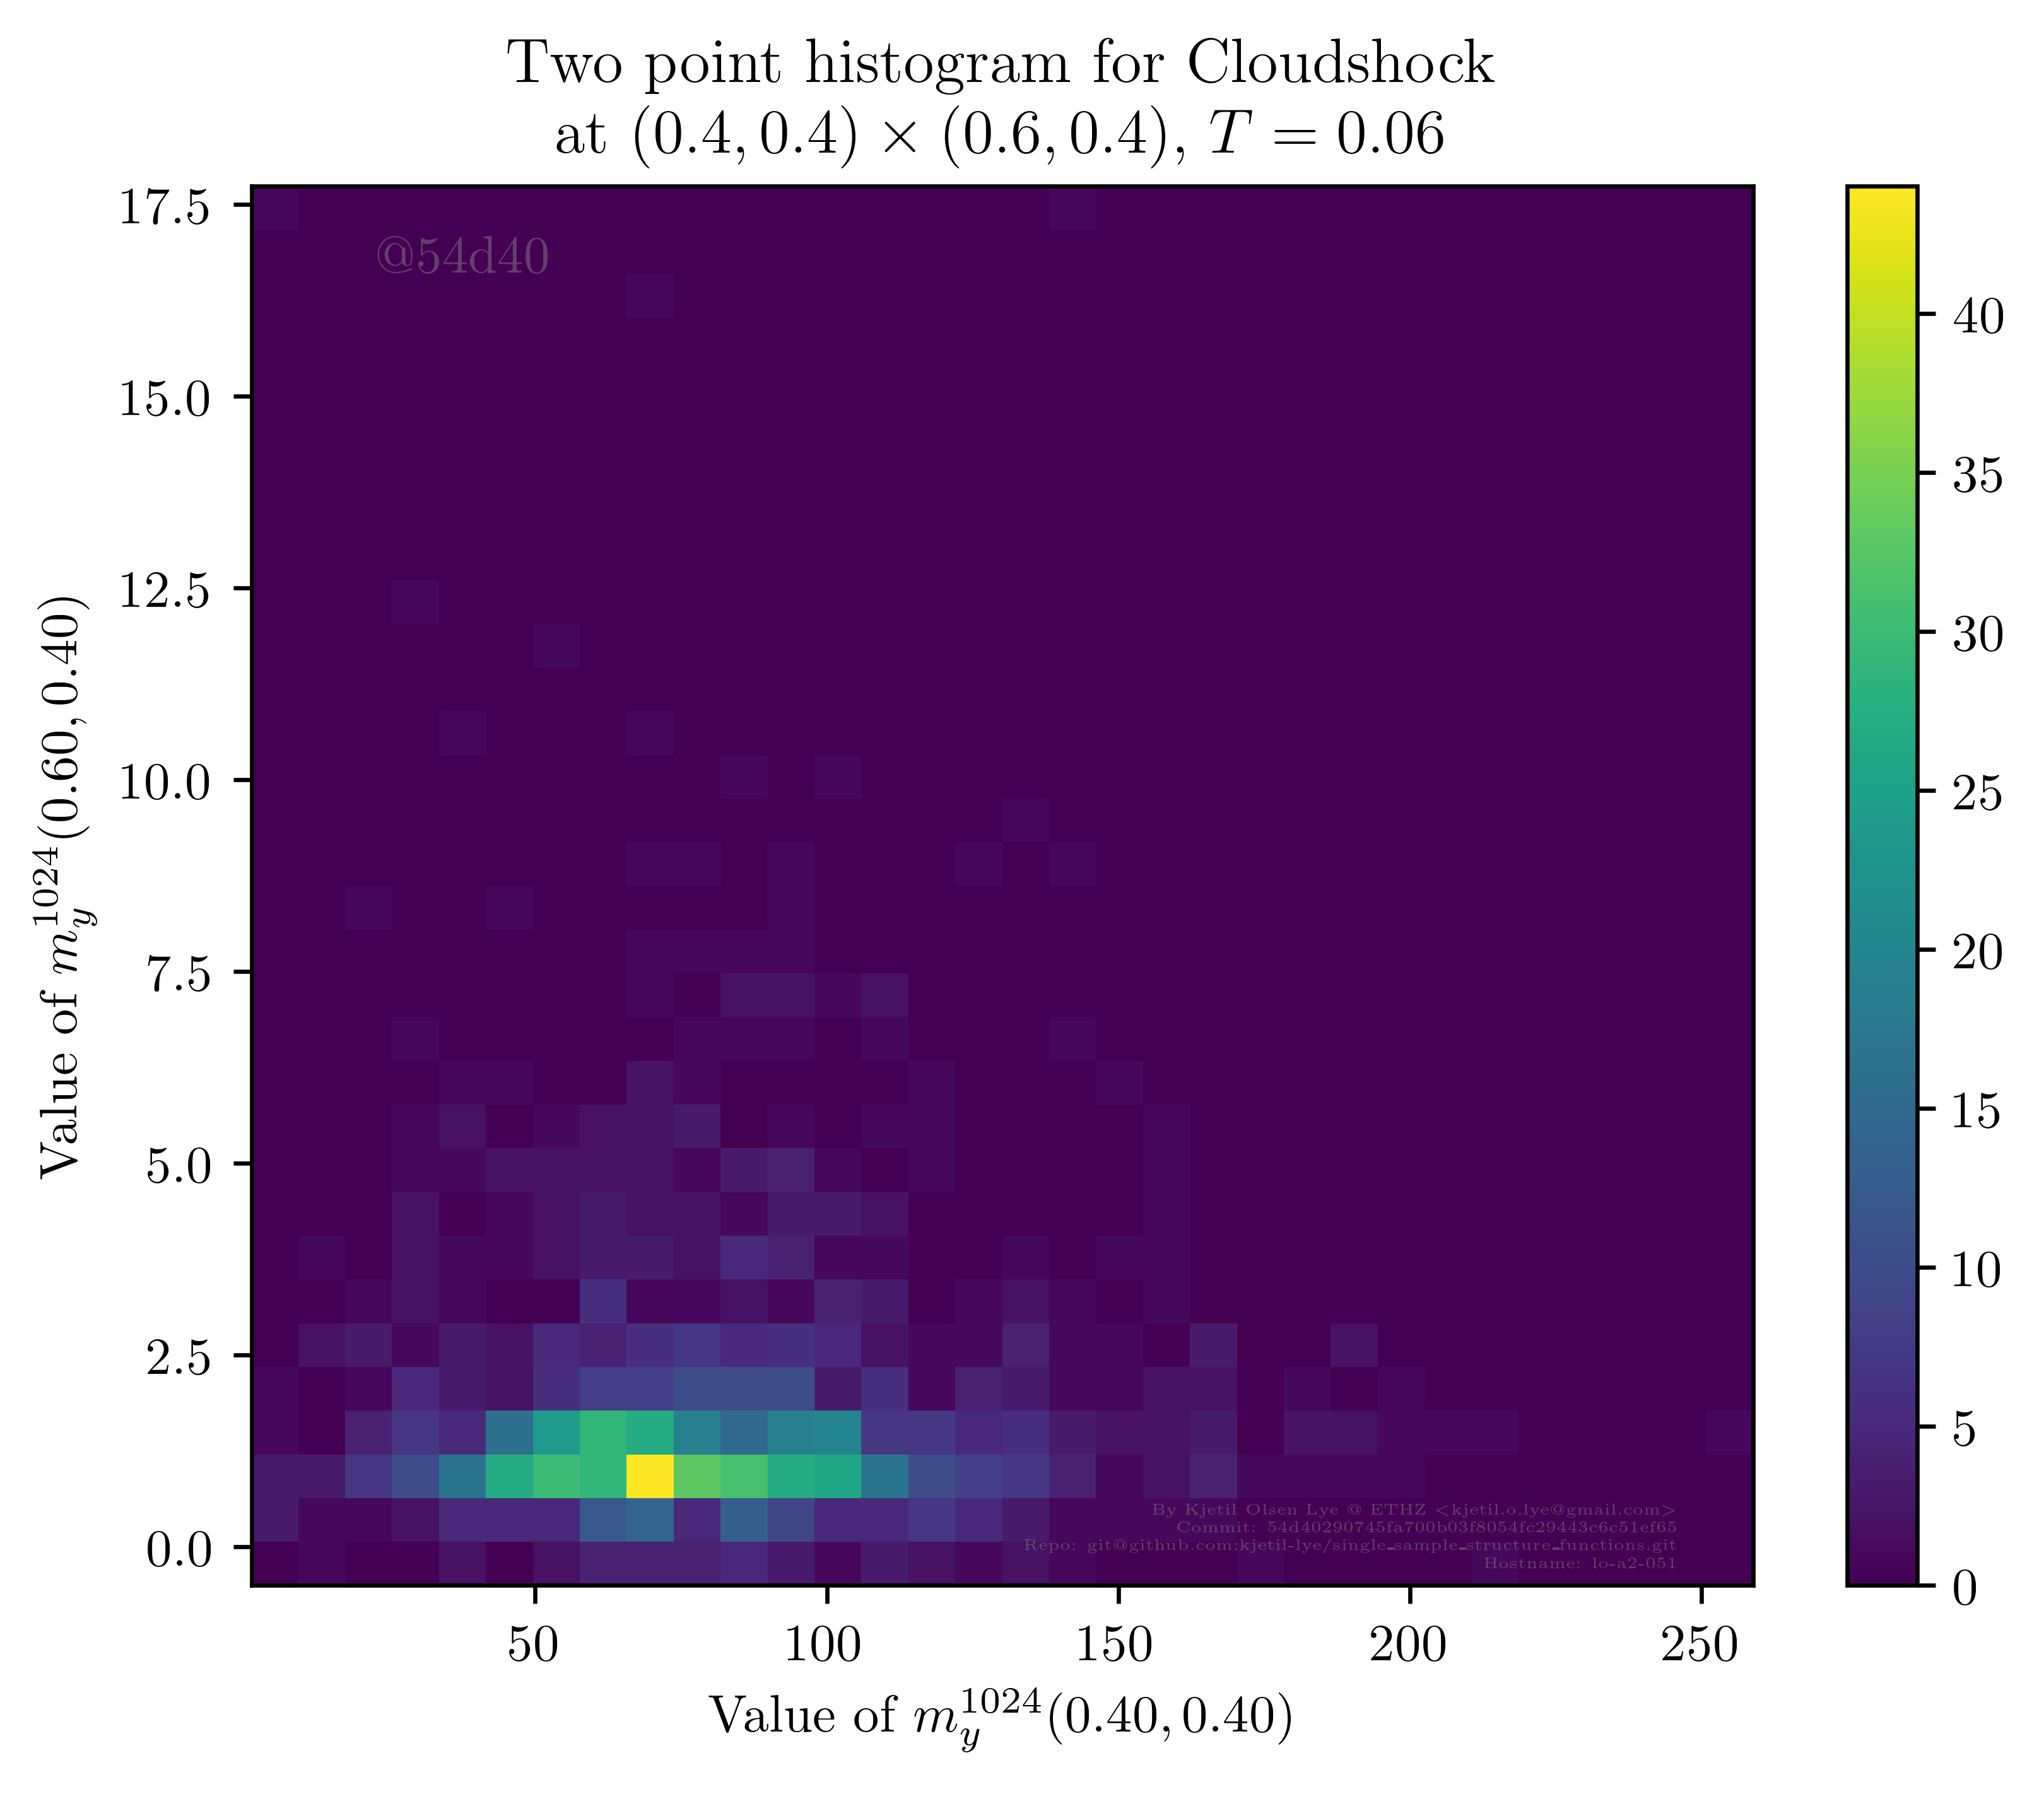 Two point histogram for Cloudshock
at (0.4, 0.4) × (0.6, 0.4), T = 0.06
17.5
15.0
12.5
10.0
7.5
5.0
2.5
0.0
Value of m_y^{1024}(0.60, 0.40)
@54d40
By Kjetil Olsen Lye @ ETHZ <kjetil.o.lye@gmail.com>
Commit: 54d40290745fa700b03f8054fc29443c6c51ef65
Repo: git@github.com:kjetil-lye/single_sample_structure_functions.git
Hostname: lo-a2-051
50 100 150 200 250
Value of m_y^{1024}(0.40, 0.40)
40
35
30
25
20
15
10
5
0